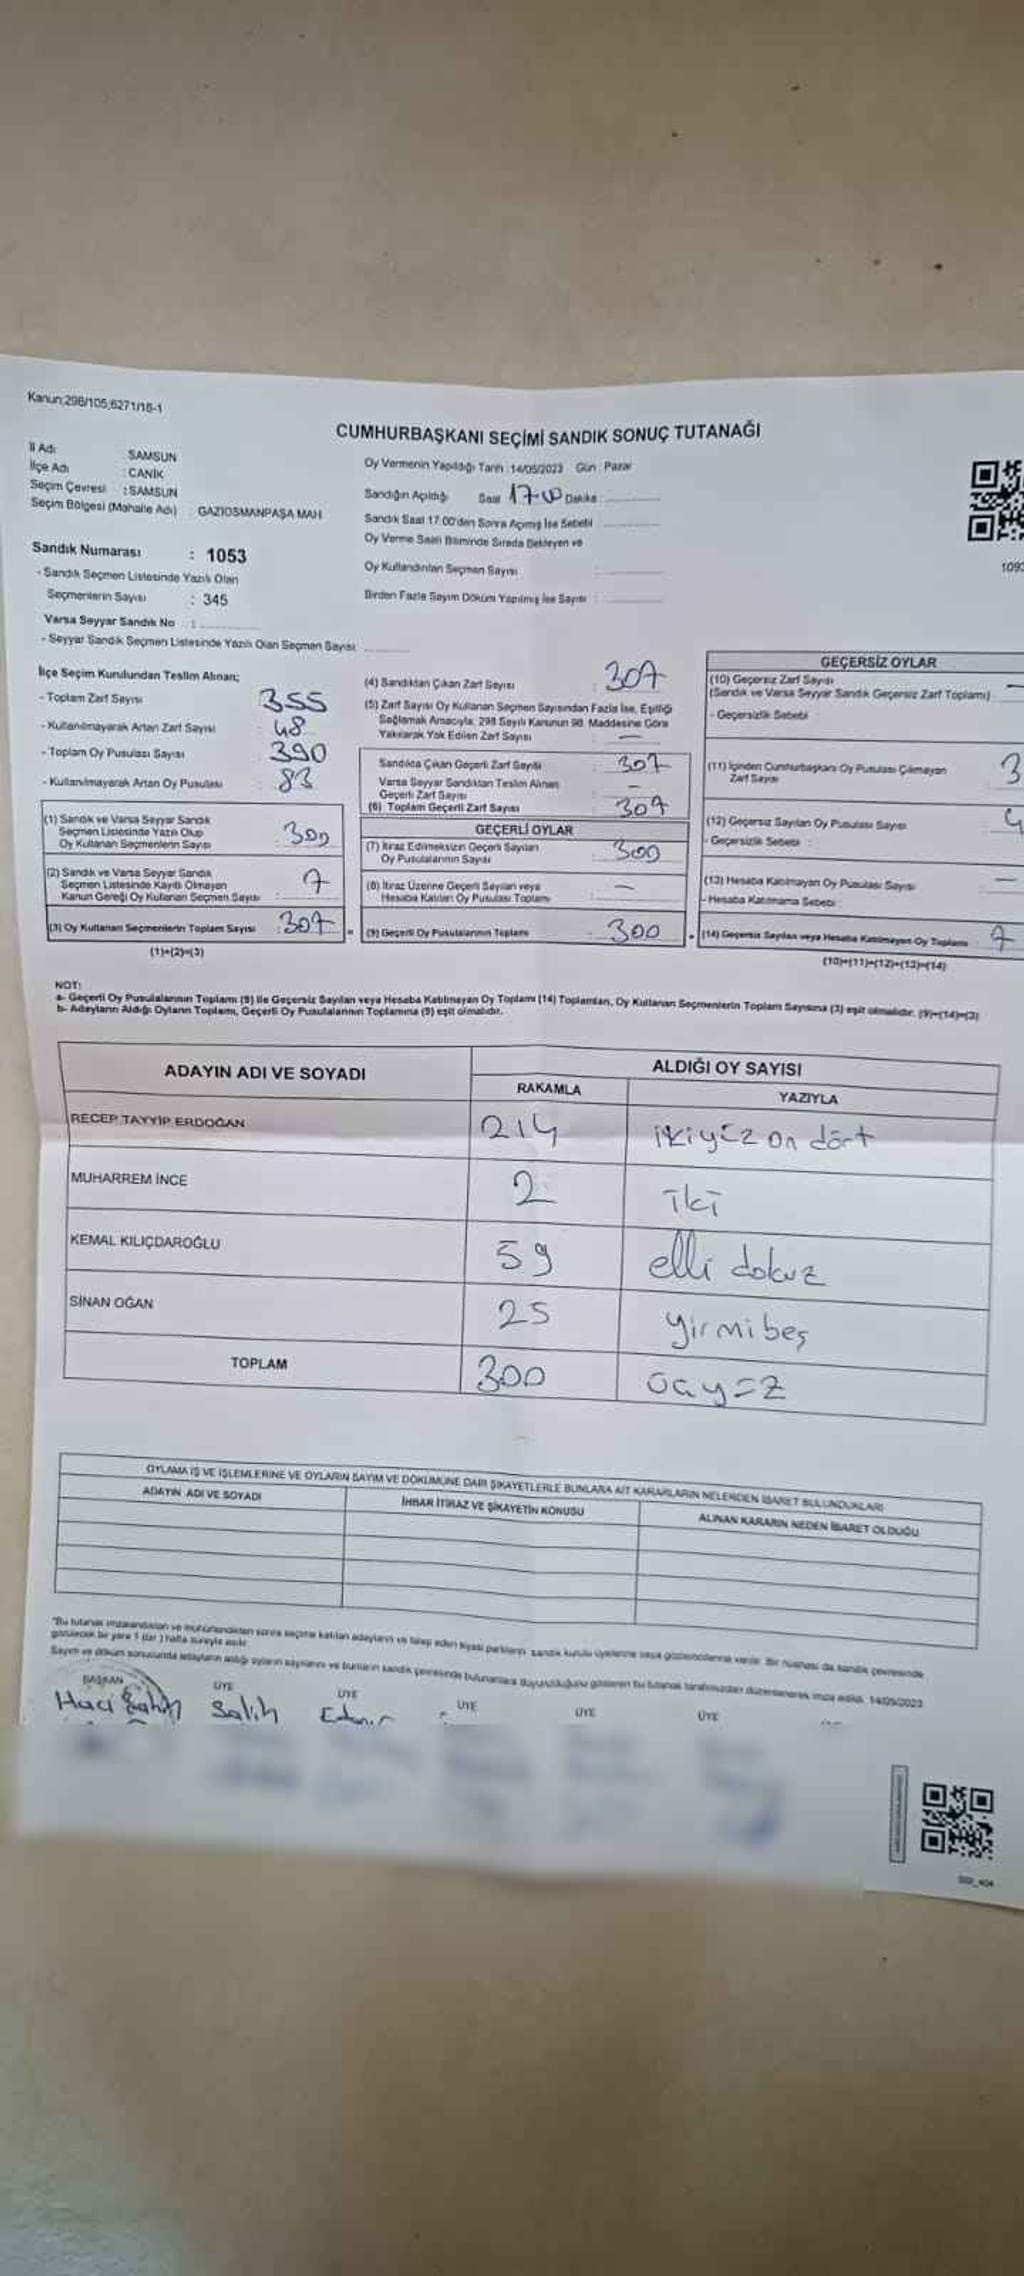 Kanun;298/105;6271/18-1
CUMHURBAŞKANI SEÇİMİ SANDIK SONUÇ TUTANAĞI
İl Adı : SAMSUN
İlçe Adı : CANİK
Seçim Çevresi : SAMSUN
Seçim Bölgesi (Mahalle Adı) : GAZİOSMANPAŞA MAH
Oy Vermenin Yapıldığı Tarih : 14/05/2023 Gün : Pazar
Sandığın Açıldığı Saat 17:00 Dakika :
Sandık Saat 17.00'den Sonra Açılmış İse Sebebi
Oy Verme Saati Bitiminde Sırada Bekleyen ve
Oy Kullandırılan Seçmen Sayısı :
Birden Fazla Sayım Döküm Yapılmış İse Sayısı :
1093
Sandık Numarası : 1053
- Sandık Seçmen Listesinde Yazılı Olan
Seçmenlerin Sayısı : 345
Varsa Seyyar Sandık No :
- Seyyar Sandık Seçmen Listesinde Yazılı Olan Seçmen Sayısı:
İlçe Seçim Kurulundan Teslim Alınan;
- Toplam Zarf Sayısı : 355
- Kullanılmayarak Artan Zarf Sayısı : 48
- Toplam Oy Pusulası Sayısı : 390
- Kullanılmayarak Artan Oy Pusulası : 83
(1) Sandık ve Varsa Seyyar Sandık
Seçmen Listesinde Yazılı Olup
Oy Kullanan Seçmenlerin Sayısı : 300
(2) Sandık ve Varsa Seyyar Sandık
Seçmen Listesinde Kayıtlı Olmayan
Kanun Gereği Oy Kullanan Seçmen Sayısı : 7
(3) Oy Kullanan Seçmenlerin Toplam Sayısı : 307
(1)+(2)=(3)
(4) Sandıktan Çıkan Zarf Sayısı : 307
(5) Zarf Sayısı Oy Kullanan Seçmen Sayısından Fazla İse, Eşitliği
Sağlamak Amacıyla; 298 Sayılı Kanunun 98. Maddesine Göre
Yakılarak Yok Edilen Zarf Sayısı : —
Sandıkta Çıkan Geçerli Zarf Sayısı : 307
Varsa Seyyar Sandıktan Teslim Alınan
Geçerli Zarf Sayısı : -
(6) Toplam Geçerli Zarf Sayısı : 307
GEÇERLİ OYLAR
(7) İtiraz Edilmeksizin Geçerli Sayılan
Oy Pusulalarının Sayısı : 300
(8) İtiraz Üzerine Geçerli Sayılan veya
Hesaba Katılan Oy Pusulası Toplamı : —
(9) Geçerli Oy Pusulalarının Toplamı : 300
GEÇERSİZ OYLAR
(10) Geçersiz Zarf Sayısı —
(Sandık ve Varsa Seyyar Sandık Geçersiz Zarf Toplamı)
- Geçersizlik Sebebi :
(11) İçinden Cumhurbaşkanı Oy Pusulası Çıkmayan
Zarf Sayısı 3
(12) Geçersiz Sayılan Oy Pusulası Sayısı 4
- Geçersizlik Sebebi :
(13) Hesaba Katılmayan Oy Pusulası Sayısı —
- Hesaba Katılmama Sebebi :
(14) Geçersiz Sayılan veya Hesaba Katılmayan Oy Toplamı : 7
(10)+(11)+(12)+(13)=(14)
NOT:
a- Geçerli Oy Pusulalarının Toplamı (9) ile Geçersiz Sayılan veya Hesaba Katılmayan Oy Toplamı (14) Toplamları, Oy Kullanan Seçmenlerin Toplam Sayısına (3) eşit olmalıdır. (9)+(14)=(3)
b- Adayların Aldığı Oyların Toplamı, Geçerli Oy Pusulalarının Toplamına (9) eşit olmalıdır.
ADAYIN ADI VE SOYADI
ALDIĞI OY SAYISI
RAKAMLA YAZIYLA
RECEP TAYYİP ERDOĞAN 214 ikiyüz on dört
MUHARREM İNCE 2 iki
KEMAL KILIÇDAROĞLU 59 elli dokuz
SİNAN OĞAN 25 yirmibeş
TOPLAM 300 üçyüz
OYLAMA İŞ VE İŞLEMLERİNE VE OYLARIN SAYIM VE DÖKÜMÜNE DAİR ŞİKAYETLERLE BUNLARA AİT KARARLARIN NELERDEN İBARET BULUNDUKLARI
ADAYIN ADI VE SOYADI İHBAR İTİRAZ VE ŞİKAYETİN KONUSU ALINAN KARARIN NEDEN İBARET OLDUĞU
*Bu tutanak imzalandıktan ve mühürlendikten sonra seçime katılan adayların ve talep eden siyasi partilerin sandık kurulu üyelerine veya gözlemcilerine verilir. Bir nüshası da sandık çevresinde
görülecek bir yere 1 (bir) hafta süreyle asılır.
Sayım ve döküm sonucunda adayların aldığı oyların sayılarını ve bunların sandık çevresinde bulunanlara duyurulduğunu gösteren bu tutanak tarafımızdan düzenlenerek imza edildi. 14/05/2023
BAŞKAN ÜYE ÜYE ÜYE ÜYE ÜYE
Hacı Salih